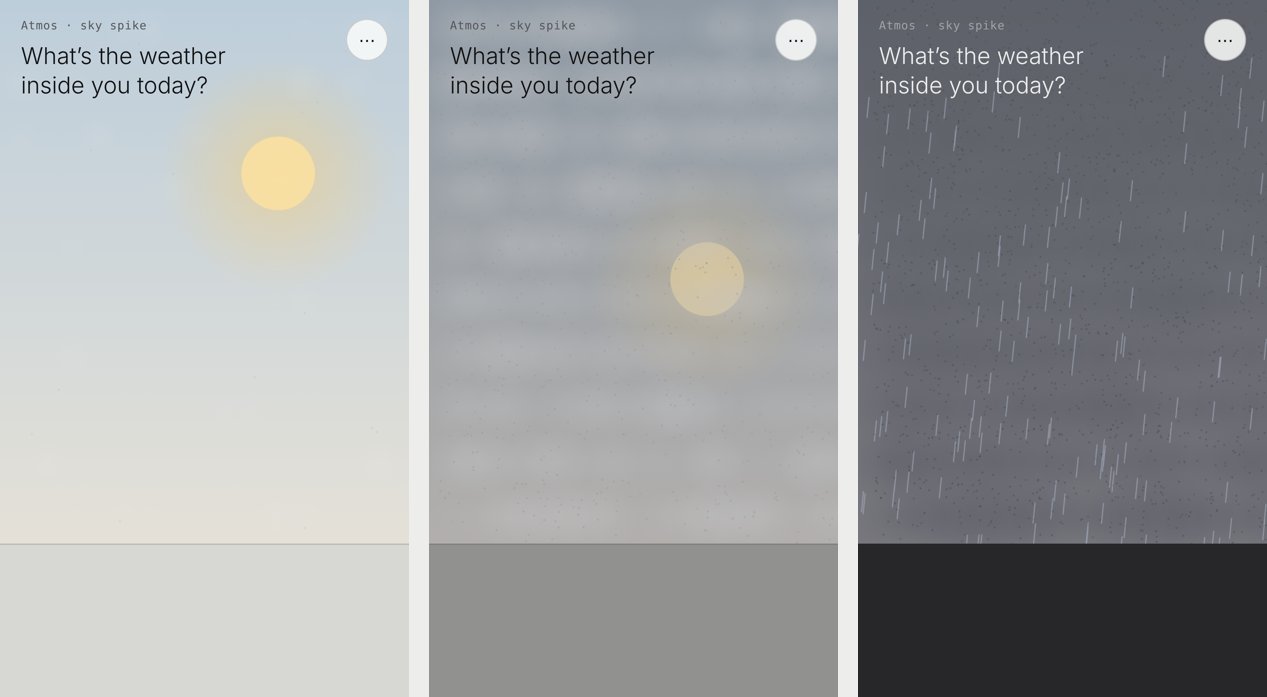 Atmos · sky spike
What’s the weather
inside you today?
...
Atmos · sky spike
What’s the weather
inside you today?
...
Atmos · sky spike
What’s the weather
inside you today?
...